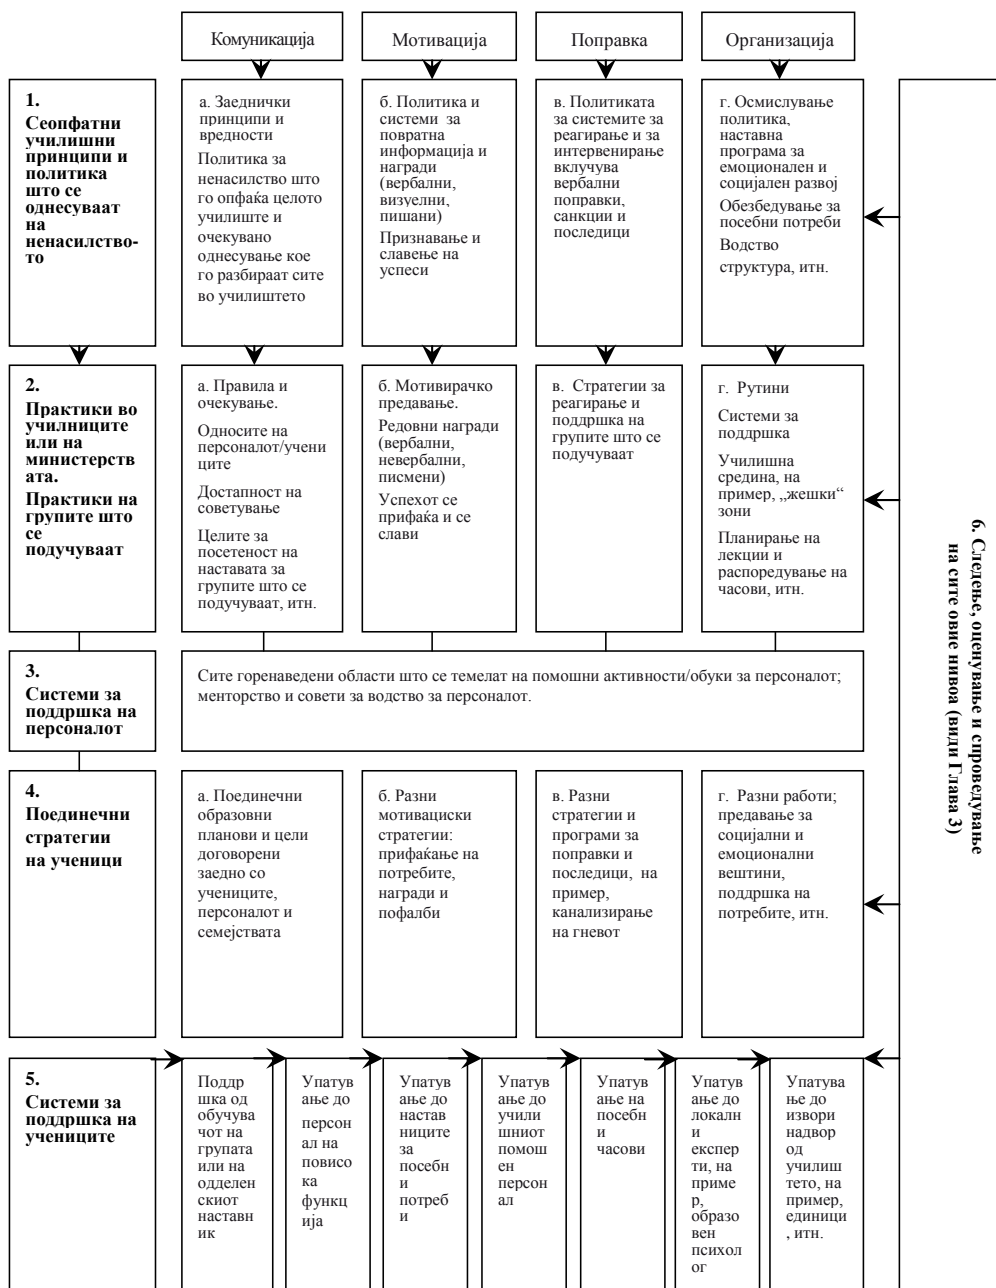 Комуникација
Мотивација
Поправка
Организација
1.
Сеопфатни
училишни
принципи и
политика
што се
однесуваат
на
ненасилство-
то
а. Заеднички
принципи и
вредности
Политика за
ненасилство што
го опфаќа целото
училиште и
очекувано
однесување кое
го разбираат сите
во училиштето
б. Политика и
системи за
повратна
информација и
награди
(вербални,
визуелни,
пишани)
Признавање и
славење на
успеси
в. Политиката
за системите за
реагирање и за
интервенирање
вклучува
вербални
поправки,
санкции и
последици
г. Осмислување
политика,
наставна
програма за
емоционален и
социјален развој
Обезбедување за
посебни потреби
Водство
структура, итн.
2.
Практики во
училниците
или на
министерств
ата.
Практики на
групите што
се
подучуваат
а. Правила и
очекување.
Односите на
персоналот/учени
ците
Достапност на
советување
Целите за
посетеност на
наставата за
групите што се
подучуваат, итн.
б. Мотивирачко
предавање.
Редовни награди
(вербални,
невербални,
писмени)
Успехот се
прифаќа и се
слави
в. Стратегии за
реагирање и
поддршка на
групите што се
подучуваат
г. Рутини
Системи за
поддршка
Училишна
средина, на
пример, „жешки“
зони
Планирање на
лекции и
распоредување на
часови, итн.
3.
Системи за
поддршка на
персоналот
Сите горенаведени области што се темелат на помошни активности/обуки за персоналот;
менторство и совети за водство за персоналот.
4.
Поединечни
стратегии
на ученици
а. Поединечни
образовни
планови и цели
договорени
заедно со
учениците,
персоналот и
семејствата
б. Разни
мотивациски
стратегии:
прифаќање на
потребите,
награди и
пофалби
в. Разни
стратегии и
програми за
поправки и
последици, на
пример,
канализирање
на гневот
г. Разни работи;
предавање за
социјални и
емоционални
вештини,
поддршка на
потребите, итн.
5.
Системи за
поддршка на
учениците
Поддр
шка од
обучува
чот на
групата
или на
одделен
скиот
настав
ник
Упатув
ање до
персон
ал на
повисо
ка
функц
ија
Упатув
ање до
настав
ниците
за
посебн
и
потреб
и
Упатув
ање до
учили
шниот
помош
ен
персон
ал
Упатув
ање на
посебн
и
часови
Упатув
ање до
локалн
и
експер
ти, на
приме
р,
образо
вен
психол
ог
Упатува
ње до
извори
надвор
од
училиш
тето, на
пример,
единици
, итн.
6. Следење, оценување и спроведување
на сите овие нивоа (види Глава 3)